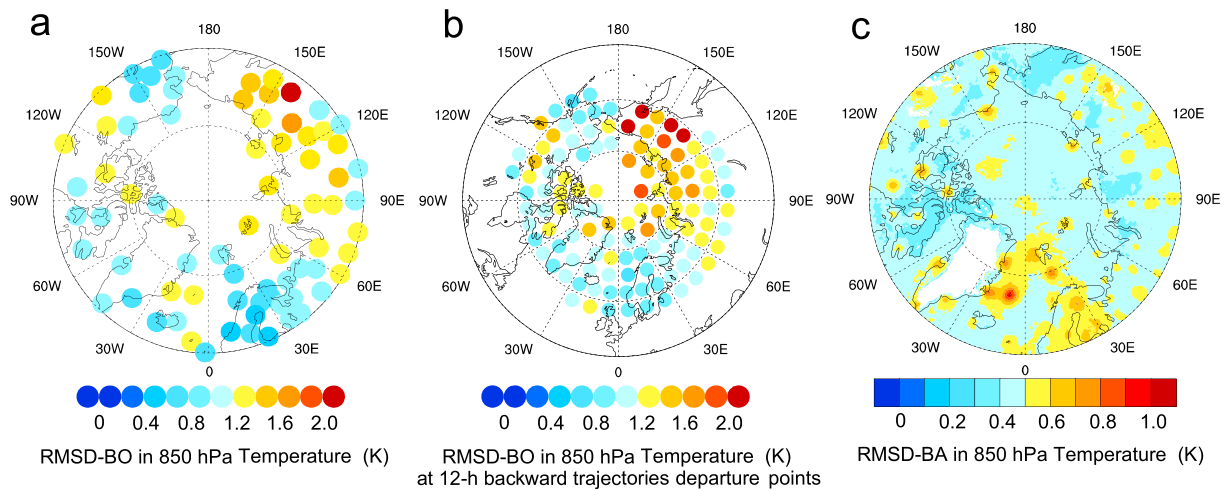 a
b
c
180
150W
150E
120W
120E
90W
90E
60W
60E
30W
30E
0
180
150W
150E
120W
120E
90W
90E
60W
60E
30W
30E
0
180
150W
150E
120W
120E
90W
90E
60W
60E
30W
30E
0
0 0.4 0.8 1.2 1.6 2.0
0 0.4 0.8 1.2 1.6 2.0
0 0.2 0.4 0.6 0.8 1.0
RMSD-BO in 850 hPa Temperature (K)
RMSD-BO in 850 hPa Temperature (K)
at 12-h backward trajectories departure points
RMSD-BA in 850 hPa Temperature (K)